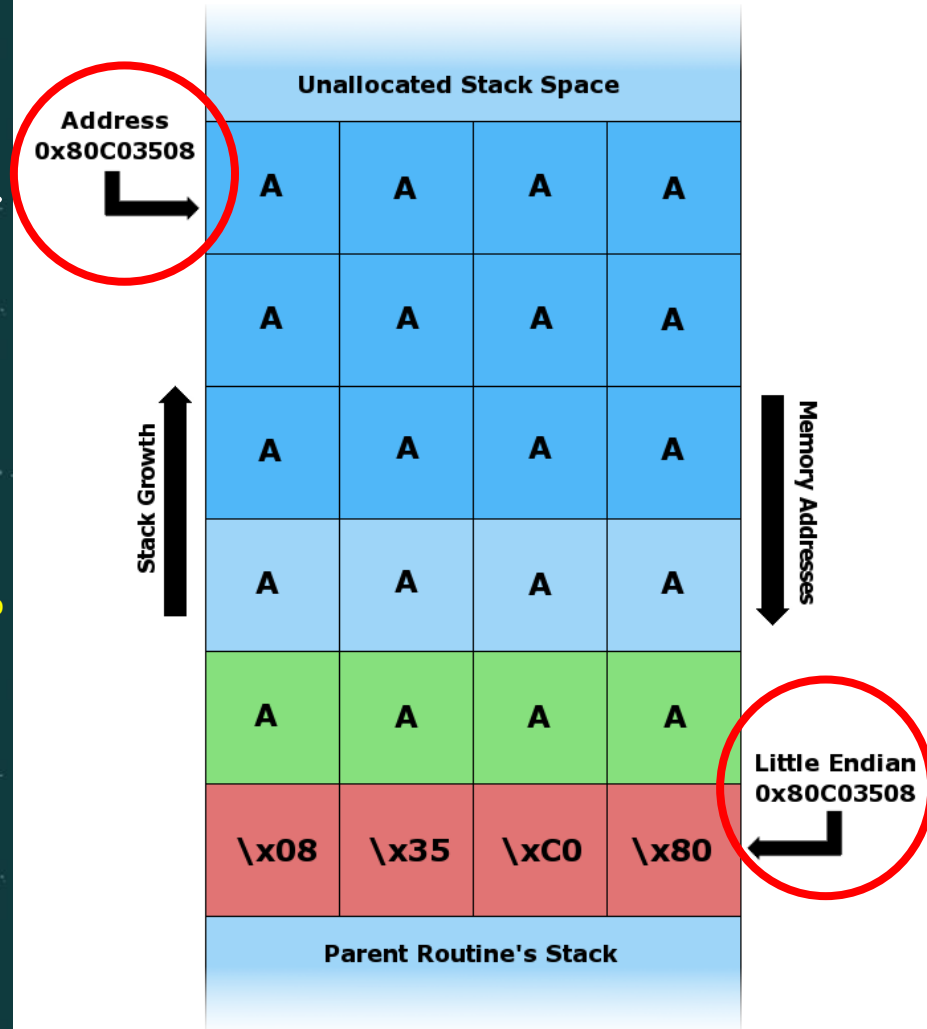 Unallocated Stack Space
Address
0x80C03508
A A A A
A A A A
A A A A
Stack Growth
Memory Addresses
A A A A
A A A A
Little Endian
0x80C03508
\x08 \x35 \xC0 \x80
Parent Routine's Stack